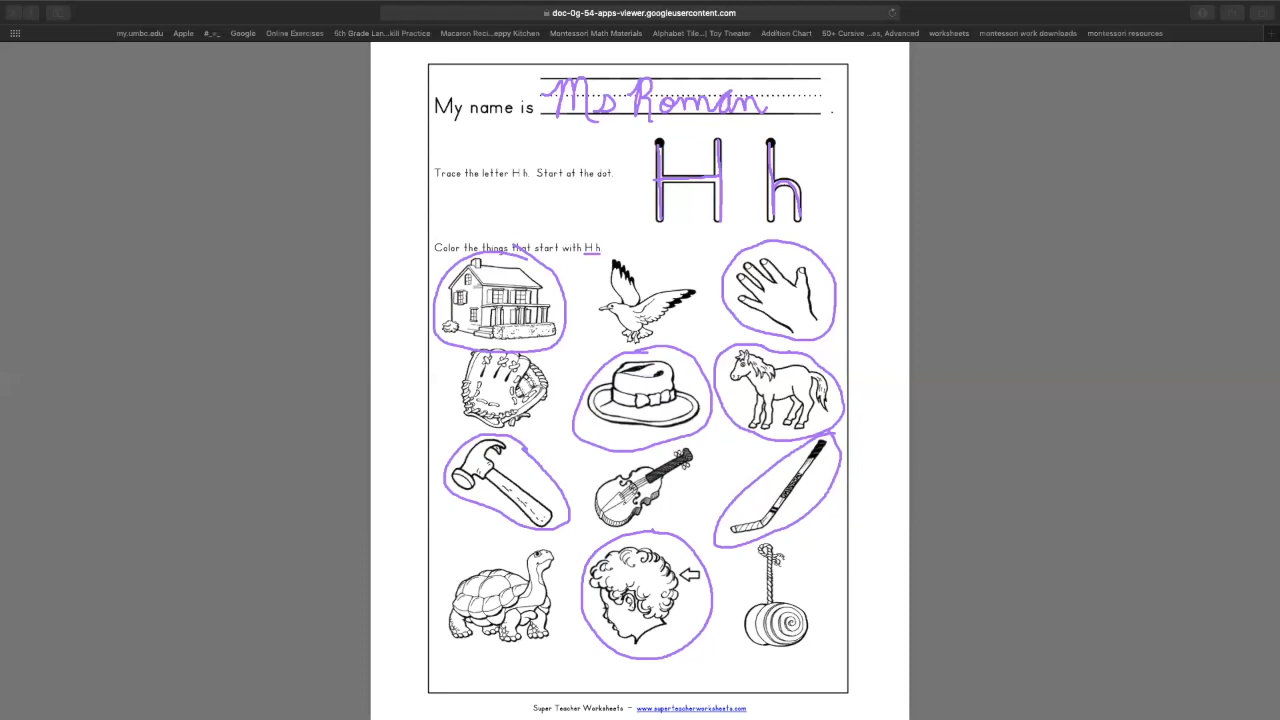 doc-0g-54-apps-viewer.googleusercontent.com
my.umbc.edu Apple #_=_ Google Online Exercises 6th Grade Lan...kill Practice Macaron Reci...eppy Kitchen Montessori Math Materials Alphabet Tile...| Toy Theater Addition Chart 50+ Cursive ...es, Advanced worksheets montessori work downloads montessori resources
My name is Ms Roman .
H h
Trace the letter H h. Start at the dot.
Color the things that start with H h
Super Teacher Worksheets - www.superteacherworksheets.com